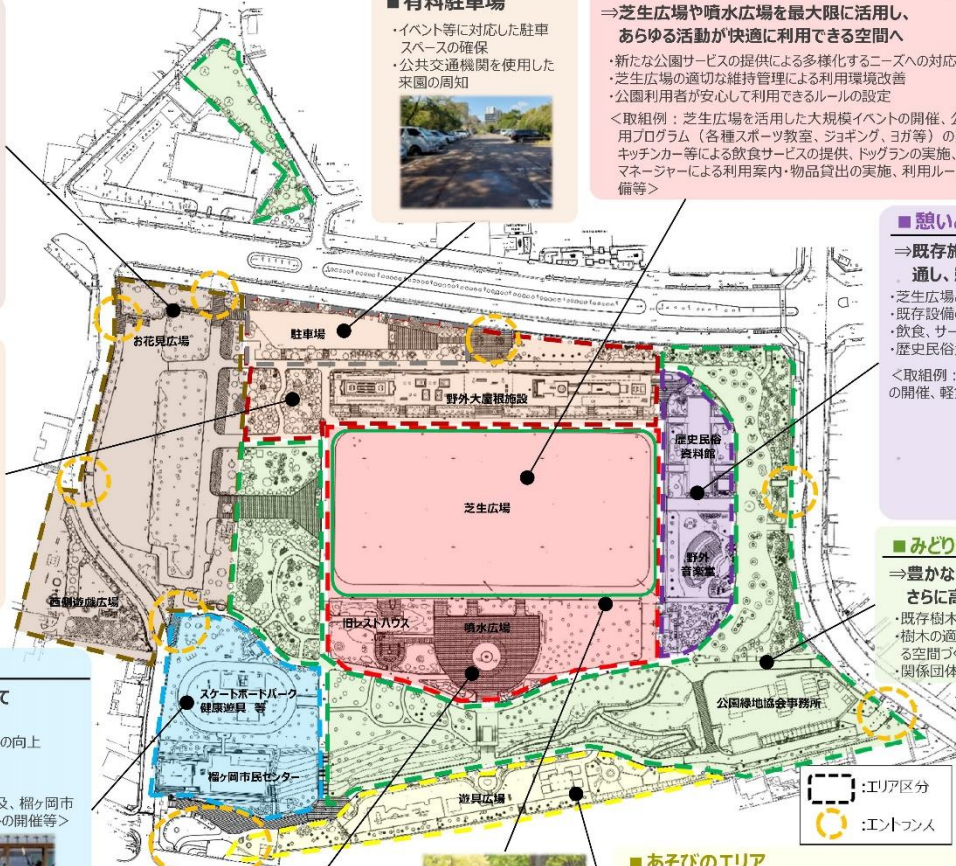 ■有料駐車場
・イベント等に対応した駐車
スペースの確保
・公共交通機関を使用した
来園の周知
⇒芝生広場や噴水広場を最大限に活用し、
あらゆる活動が快適に利用できる空間へ
・新たな公園サービスの提供による多様化するニーズへの対応
・芝生広場の適切な維持管理による利用環境改善
・公園利用者が安心して利用できるルールの設定
＜取組例：芝生広場を活用した大規模イベントの開催、公
用プログラム（各種スポーツ教室、ジョギング、ヨガ等）の
キッチンカー等による飲食サービスの提供、ドッグランの実施、
マネージャーによる利用案内・物品貸出の実施、利用ルー
備等＞
■憩い
⇒既存施
通し、
・芝生広場
・既存設備
・飲食、サー
・歴史民俗
＜取組例：
の開催、軽
お花見広場
駐車場
野外大屋根施設
歴史民俗
資料館
芝生広場
野外
音楽堂
西側遊戯広場
旧レストハウス
噴水広場
スケートボードパーク
健康遊具 等
榴ヶ岡市民センター
公園緑地協会事務所
遊具広場
■みどり
⇒豊かな
さらに高
・既存樹木
・樹木の適
る空間づ
・関係団体
て
の向上
及、榴ヶ岡市
の開催等＞
:エリア区分
:エントランス
■あそびのエリア